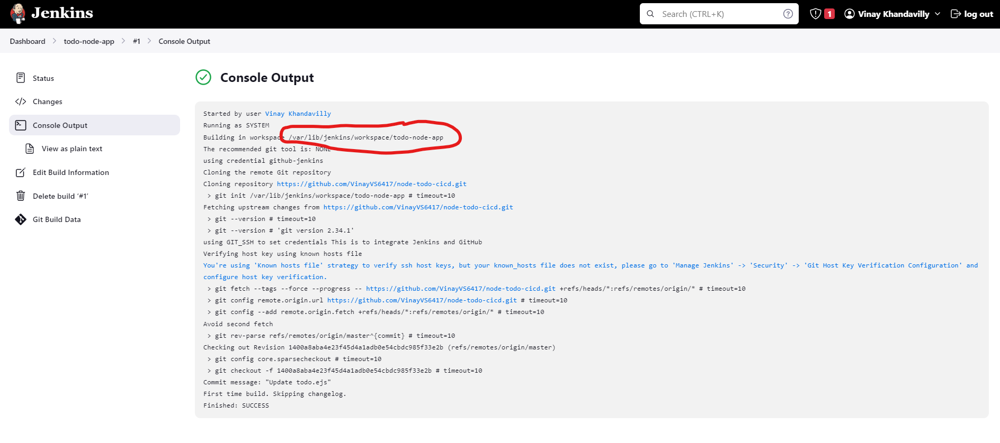 Jenkins
Search (CTRL+K)
1
Vinay Khandavilly
log out
Dashboard
todo-node-app
#1
Console Output
Status
Changes
Console Output
View as plain text
Edit Build Information
Delete build ‘#1’
Git Build Data
Console Output
Started by user Vinay Khandavilly
Running as SYSTEM
Building in workspace /var/lib/jenkins/workspace/todo-node-app
The recommended git tool is: NONE
using credential github-jenkins
Cloning the remote Git repository
Cloning repository https://github.com/VinayVS6417/node-todo-cicd.git
> git init /var/lib/jenkins/workspace/todo-node-app # timeout=10
Fetching upstream changes from https://github.com/VinayVS6417/node-todo-cicd.git
> git --version # timeout=10
> git --version # 'git version 2.34.1'
using GIT_SSH to set credentials This is to integrate Jenkins and GitHub
Verifying host key using known hosts file
You're using 'Known hosts file' strategy to verify ssh host keys, but your known_hosts file does not exist, please go to 'Manage Jenkins' -> 'Security' -> 'Git Host Key Verification Configuration' and
configure host key verification.
> git fetch --tags --force --progress -- https://github.com/VinayVS6417/node-todo-cicd.git +refs/heads/*:refs/remotes/origin/* # timeout=10
> git config remote.origin.url https://github.com/VinayVS6417/node-todo-cicd.git # timeout=10
> git config --add remote.origin.fetch +refs/heads/*:refs/remotes/origin/* # timeout=10
Avoid second fetch
> git rev-parse refs/remotes/origin/master^{commit} # timeout=10
Checking out Revision 1400a8aba4e23f45d4a1adb0e54cbdc985f33e2b (refs/remotes/origin/master)
> git config core.sparsecheckout # timeout=10
> git checkout -f 1400a8aba4e23f45d4a1adb0e54cbdc985f33e2b # timeout=10
Commit message: "Update todo.ejs"
First time build. Skipping changelog.
Finished: SUCCESS